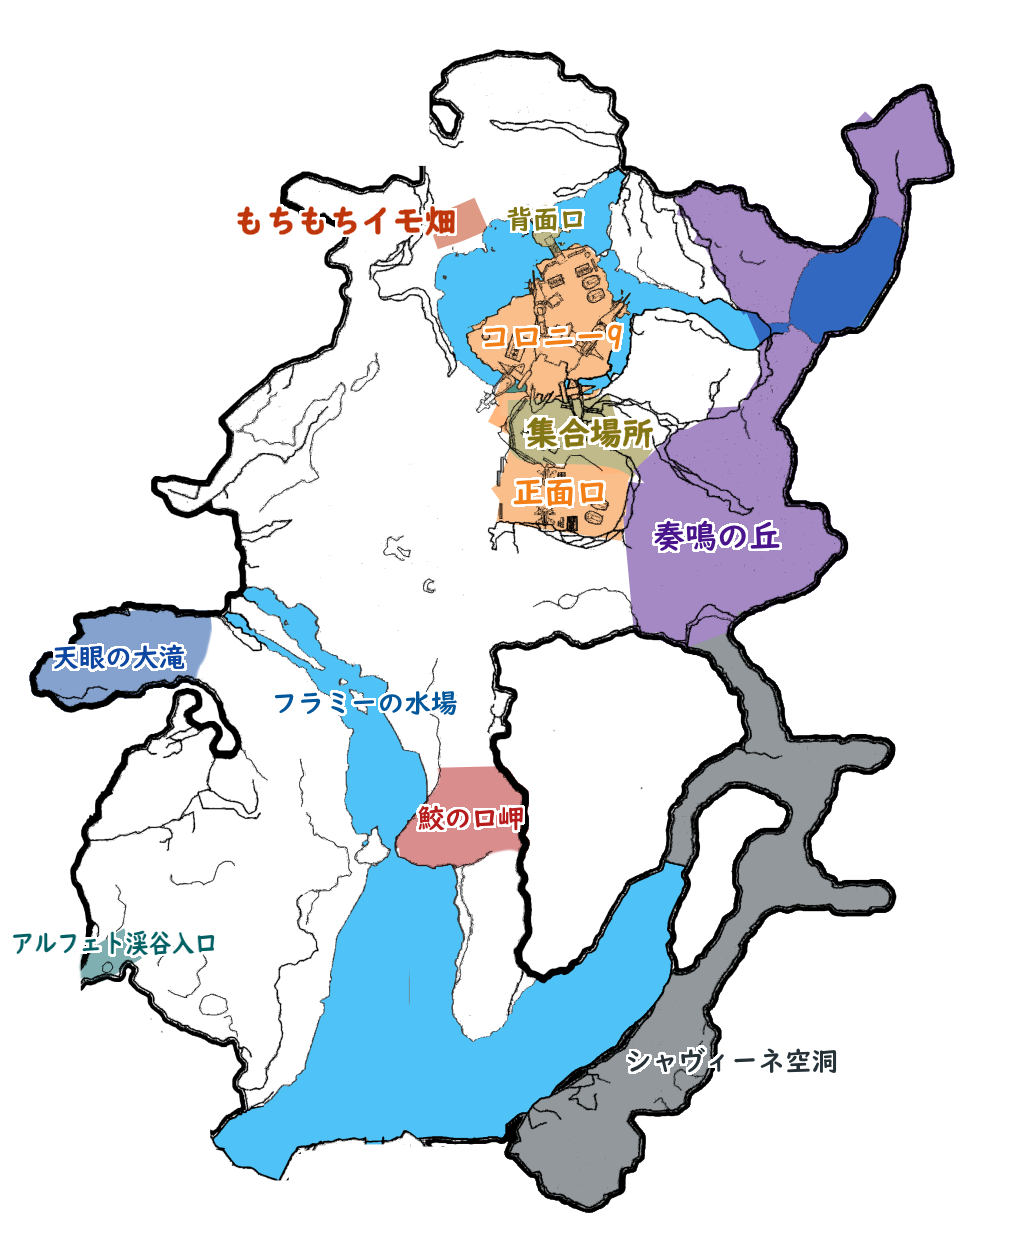 もちもちイモ畑
背面口
コロニー9
集合場所
正面口
奏鳴の丘
天眼の大滝
フラミーの水場
鮫の口岬
アルフェト渓谷入口
シャヴィーネ空洞